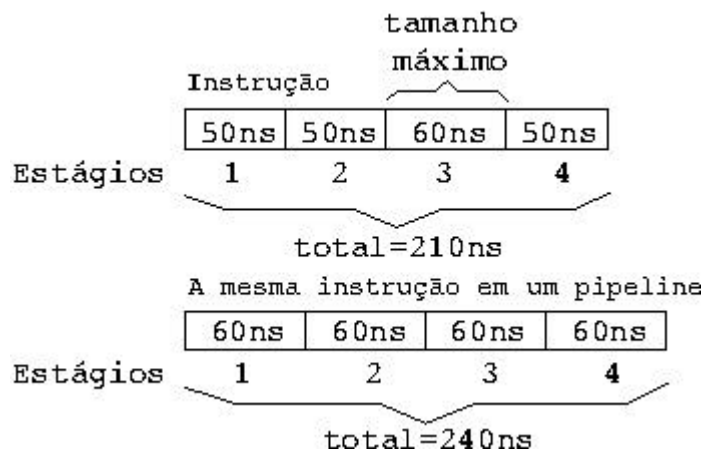 tamanho
máximo
Instrução
50ns 50ns 60ns 50ns
Estágios 1 2 3 4
total=210ns
A mesma instrução em um pipeline
60ns 60ns 60ns 60ns
Estágios 1 2 3 4
total=240ns